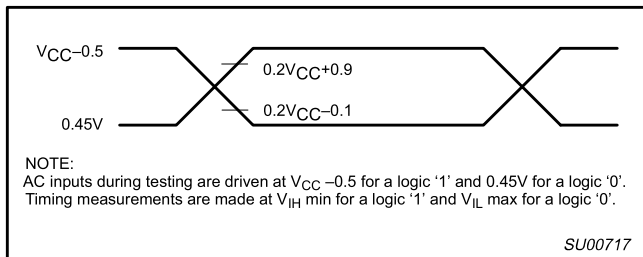 VCC–0.5
0.2VCC+0.9
0.2VCC–0.1
0.45V
NOTE:
AC inputs during testing are driven at VCC –0.5 for a logic ‘1’ and 0.45V for a logic ‘0’.
Timing measurements are made at VIH min for a logic ‘1’ and VIL max for a logic ‘0’.
SU00717